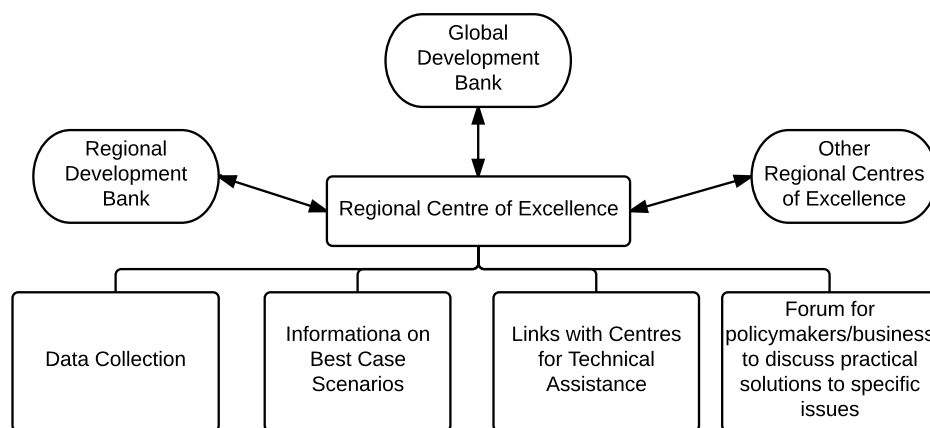 Global
Development
Bank
Regional
Development
Bank
Other
Regional Centres
of Excellence
Regional Centre of Excellence
Data Collection
Informationa on
Best Case
Scenarios
Links with Centres
for Technical
Assistance
Forum for
policymakers/business
to discuss practical
solutions to specific
issues